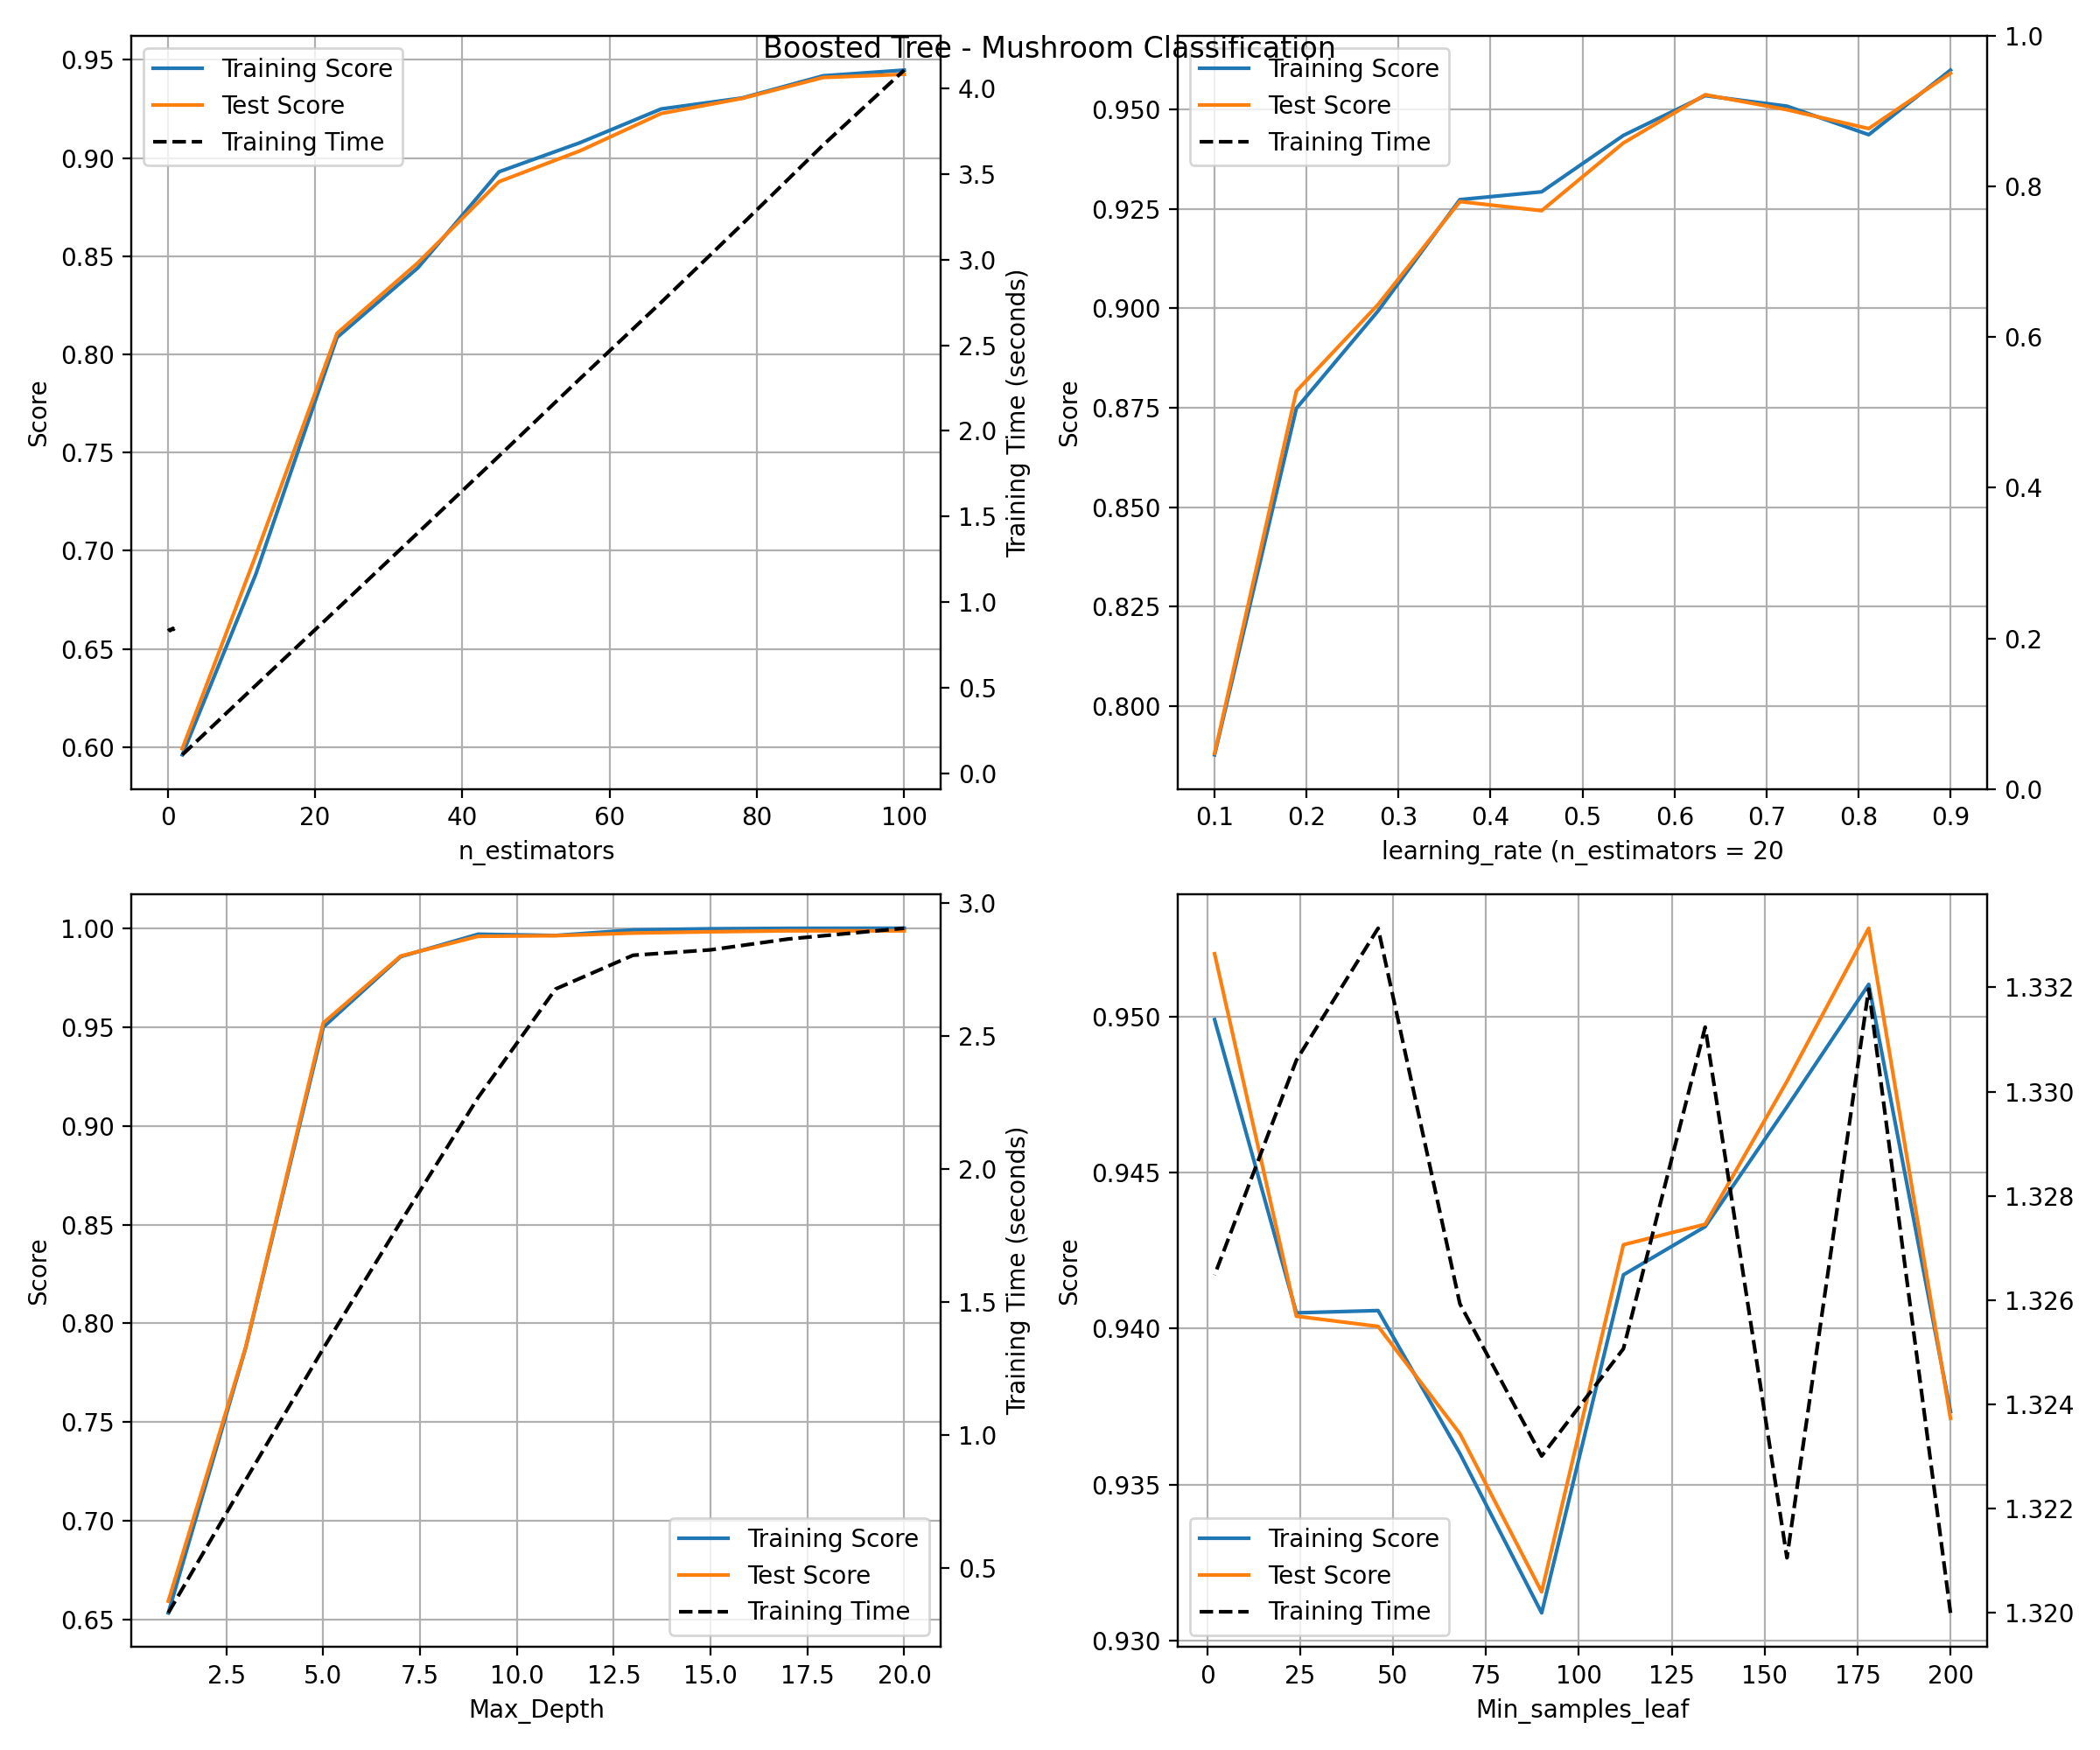 Boosted Tree - Mushroom Classification
Training Score
Test Score
Training Time
0.95
0.90
0.85
0.80
0.75
0.70
0.65
0.60
Score
4.0
3.5
3.0
2.5
2.0
1.5
1.0
0.5
0.0
Training Time (seconds)
0 20 40 60 80 100
n_estimators
Training Score
Test Score
Training Time
0.950
0.925
0.900
0.875
0.850
0.825
0.800
Score
1.0
0.8
0.6
0.4
0.2
0.0
0.1 0.2 0.3 0.4 0.5 0.6 0.7 0.8 0.9
learning_rate (n_estimators = 20
1.00
0.95
0.90
0.85
0.80
0.75
0.70
0.65
Score
3.0
2.5
2.0
1.5
1.0
0.5
Training Time (seconds)
Training Score
Test Score
Training Time
2.5 5.0 7.5 10.0 12.5 15.0 17.5 20.0
Max_Depth
0.950
0.945
0.940
0.935
0.930
Score
1.332
1.330
1.328
1.326
1.324
1.322
1.320
Training Score
Test Score
Training Time
0 25 50 75 100 125 150 175 200
Min_samples_leaf